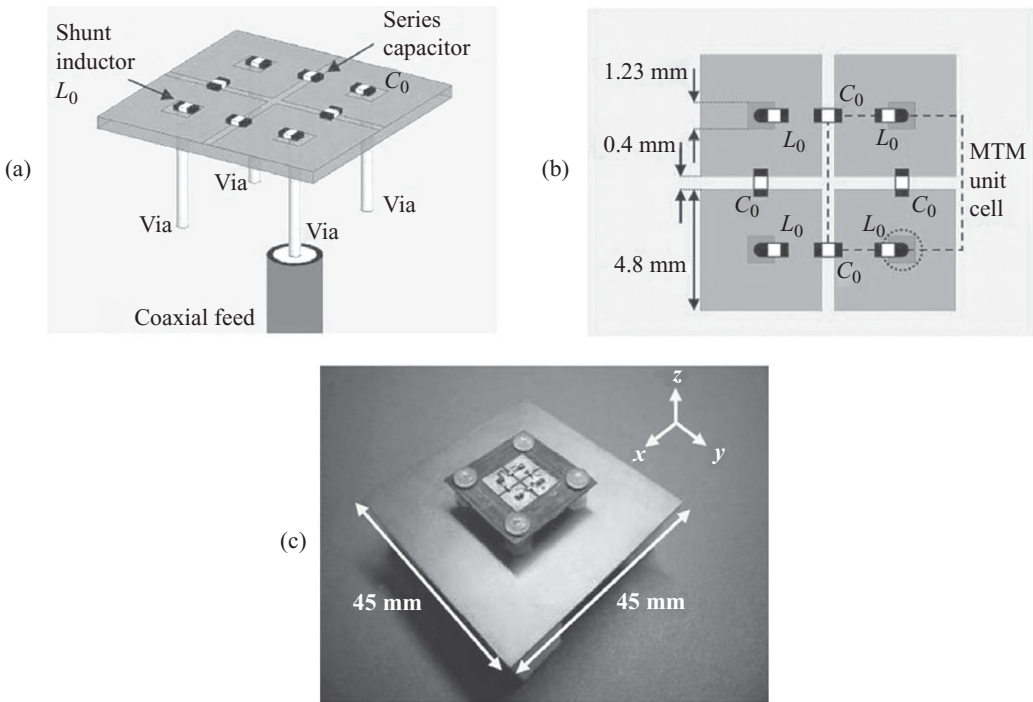 (a)
Shunt
inductor
L0
Series
capacitor
C0
Via
Via
Via
Via
Coaxial feed
(b)
1.23 mm
0.4 mm
4.8 mm
C0
L0
L0
C0
C0
L0
L0
C0
MTM
unit
cell
(c)
z
x
y
45 mm
45 mm